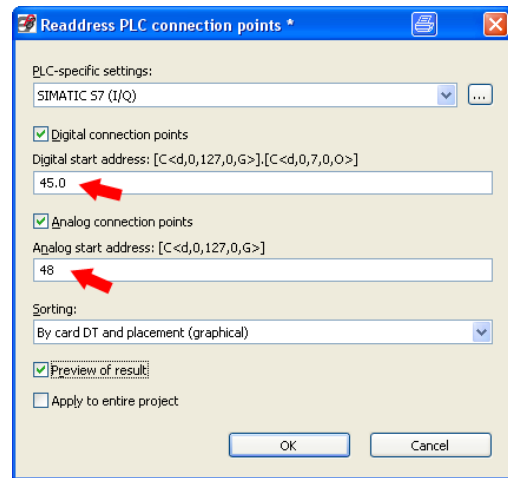 Readdress PLC connection points *
PLC-specific settings:
SIMATIC S7 (I/Q)
...
Digital connection points
Digital start address: [C<d,0,127,0,G>].[C<d,0,7,0,O>]
45.0
Analog connection points
Analog start address: [C<d,0,127,0,G>]
48
Sorting:
By card DT and placement (graphical)
Preview of result
Apply to entire project
OK Cancel